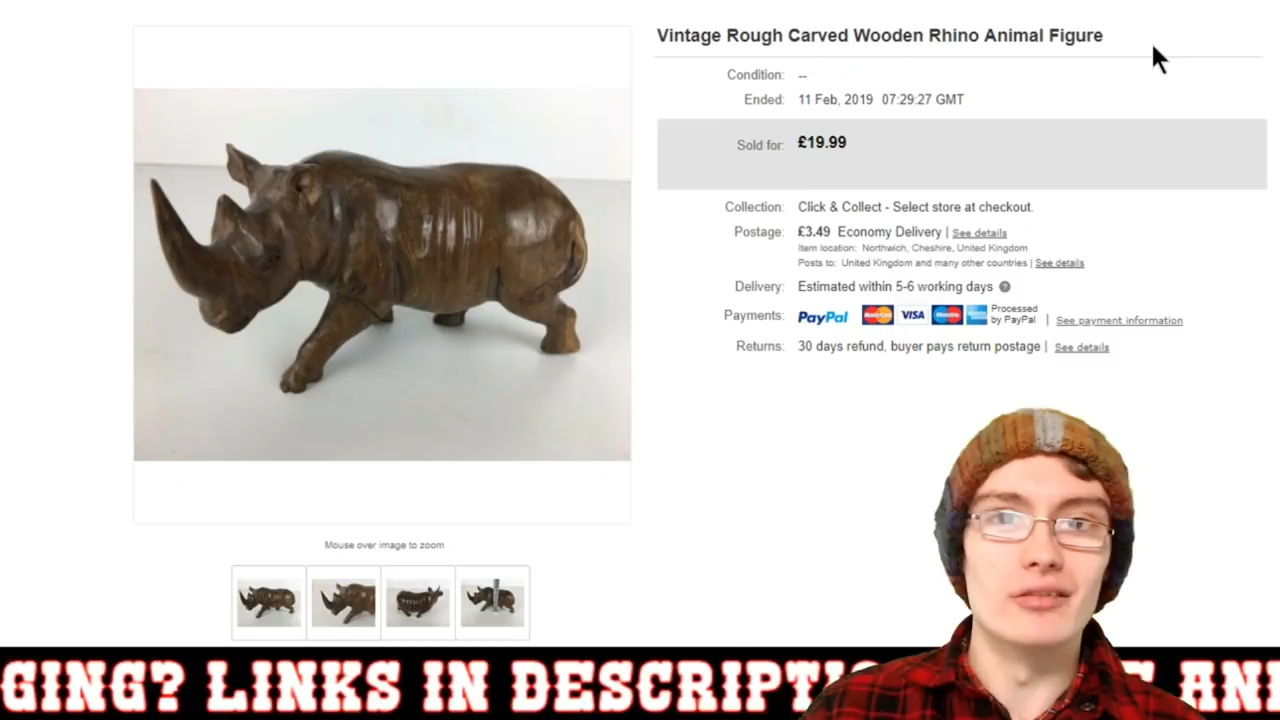 Vintage Rough Carved Wooden Rhino Animal Figure
Condition: --
Ended: 11 Feb, 2019 07:29:27 GMT
Sold for: £19.99
Collection: Click & Collect - Select store at checkout.
Postage: £3.49 Economy Delivery | See details
Item location: Northwich, Cheshire, United Kingdom
Posts to: United Kingdom and many other countries | See details
Delivery: Estimated within 5-6 working days ?
Payments: PayPal MasterCard VISA Maestro Processed by PayPal | See payment information
Returns: 30 days refund, buyer pays return postage | See details
Mouse over image to zoom
GING? LINKS IN DESCRIPTI